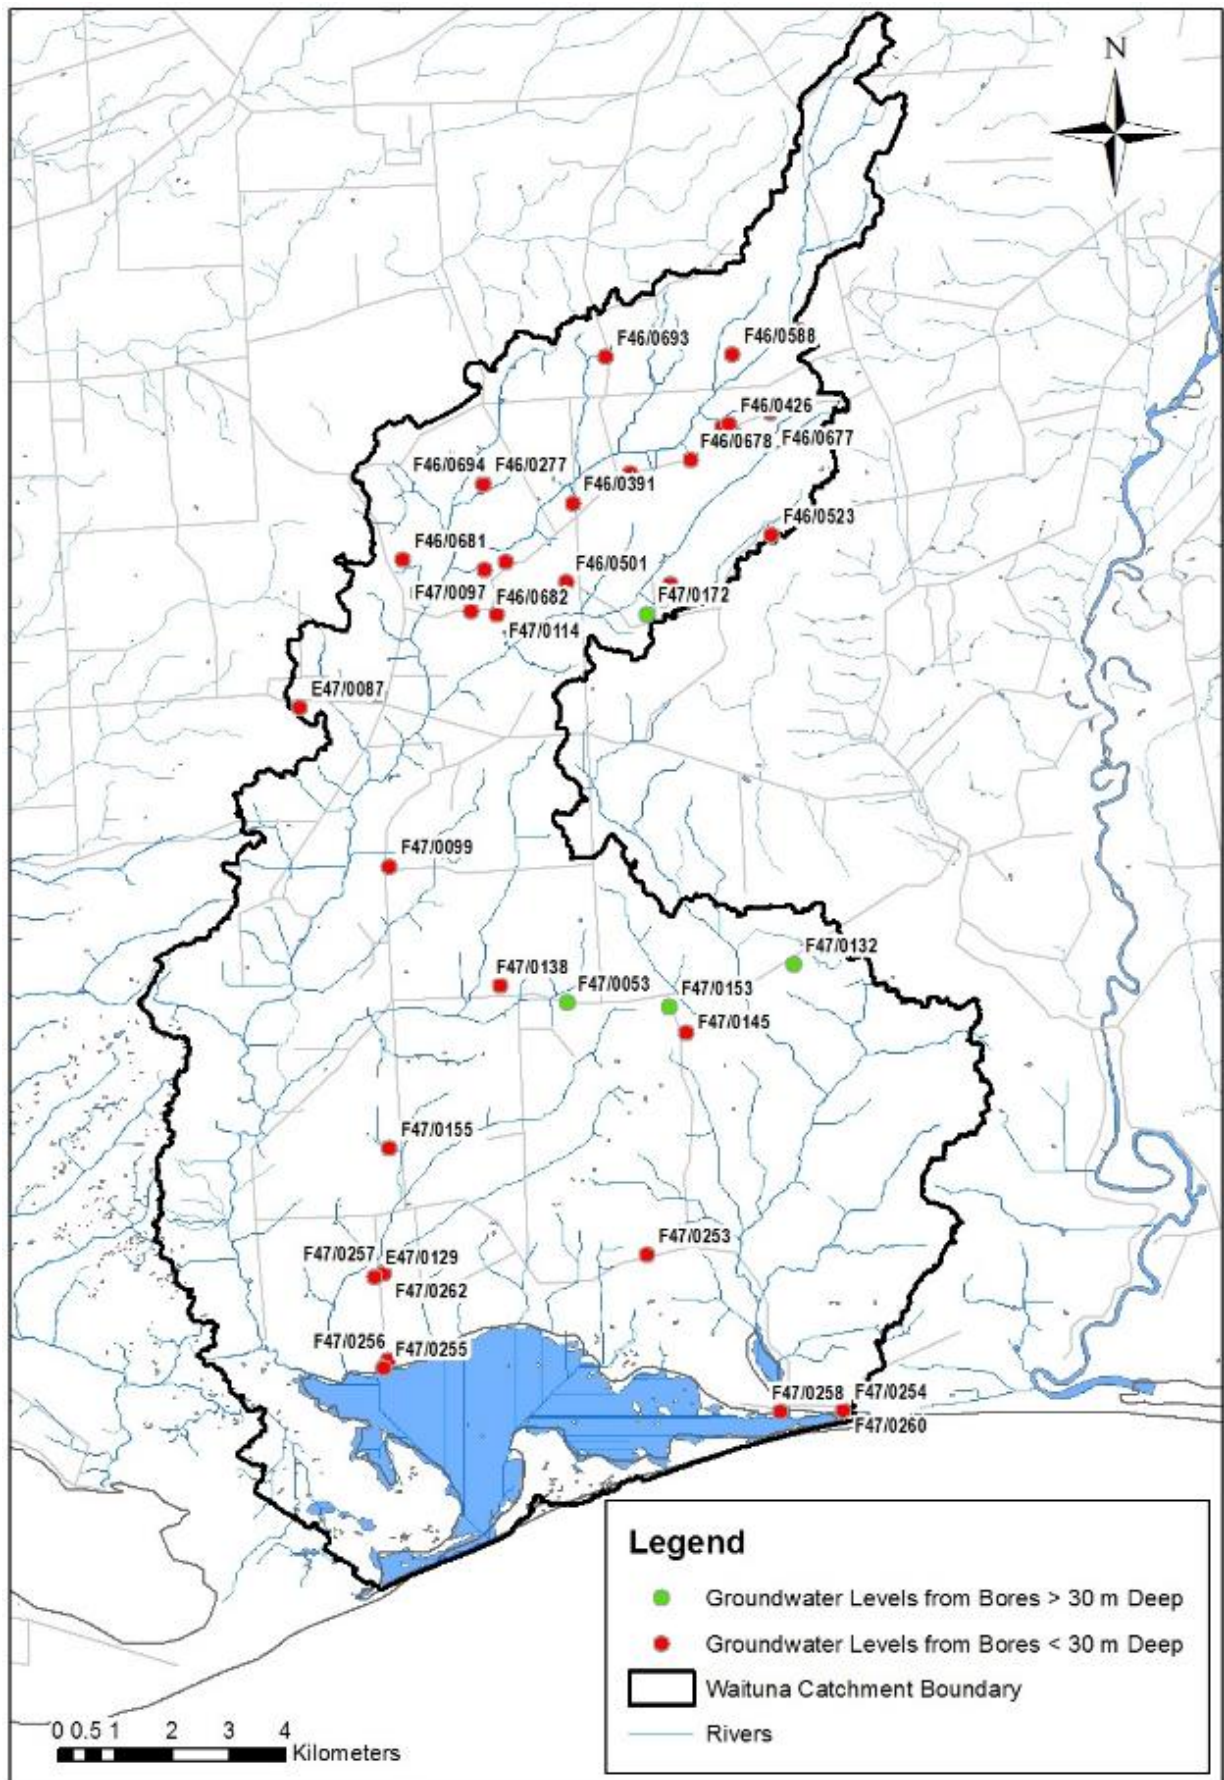 N
F46/0693
F46/0588
F46/0426
F46/0678
F46/0677
F46/0694
F46/0277
F46/0391
F46/0523
F46/0681
F46/0501
F47/0097
F46/0682
F47/0172
F47/0114
E47/0087
F47/0099
F47/0132
F47/0138
F47/0053
F47/0153
F47/0145
F47/0155
F47/0253
F47/0257
E47/0129
F47/0262
F47/0256
F47/0255
F47/0258
F47/0254
F47/0260
Legend
Groundwater Levels from Bores > 30 m Deep
Groundwater Levels from Bores < 30 m Deep
Waituna Catchment Boundary
Rivers
0 0.5 1 2 3 4
Kilometers